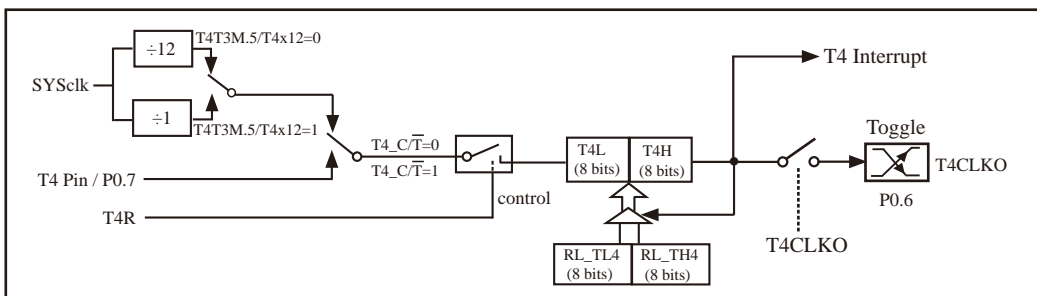 ÷12
T4T3M.5/T4x12=0
SYSclk
÷1
T4T3M.5/T4x12=1
T4 Pin / P0.7
T4R
T4_C/T̅=0
T4_C/T̅=1
control
T4L
(8 bits)
T4H
(8 bits)
RL_TL4
(8 bits)
RL_TH4
(8 bits)
T4 Interrupt
Toggle
T4CLKO
P0.6
T4CLKO